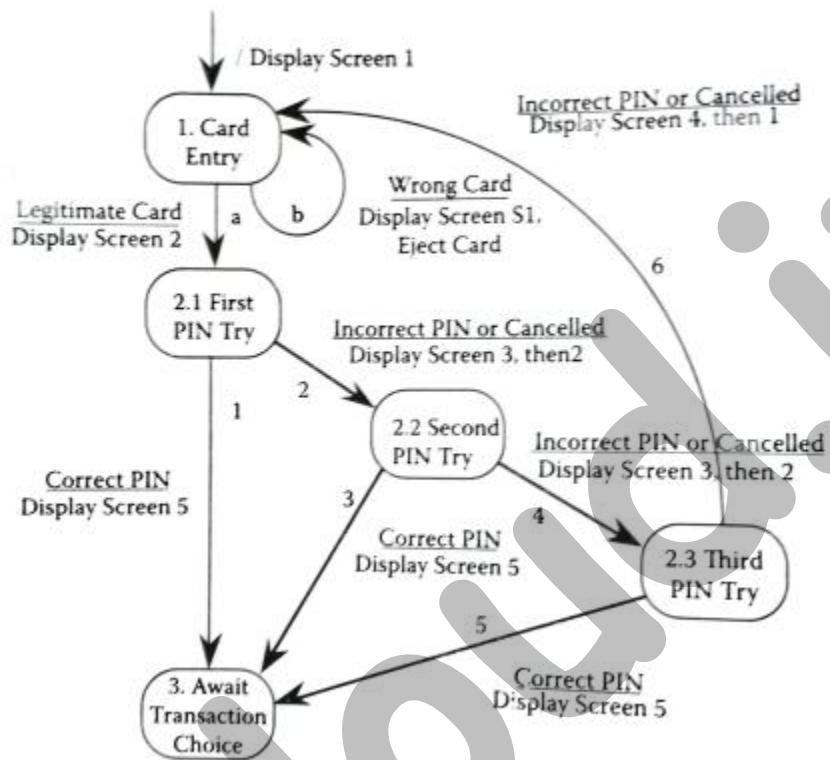 / Display Screen 1
Incorrect PIN or Cancelled
Display Screen 4, then 1
1. Card
Entry
b
Wrong Card
Display Screen S1,
Eject Card
Legitimate Card
Display Screen 2
a
6
2.1 First
PIN Try
Incorrect PIN or Cancelled
Display Screen 3, then2
2
1
2.2 Second
PIN Try
Incorrect PIN or Cancelled
Display Screen 3, then 2
Correct PIN
Display Screen 5
3
4
Correct PIN
Display Screen 5
2.3 Third
PIN Try
5
3. Await
Transaction
Choice
Correct PIN
Display Screen 5